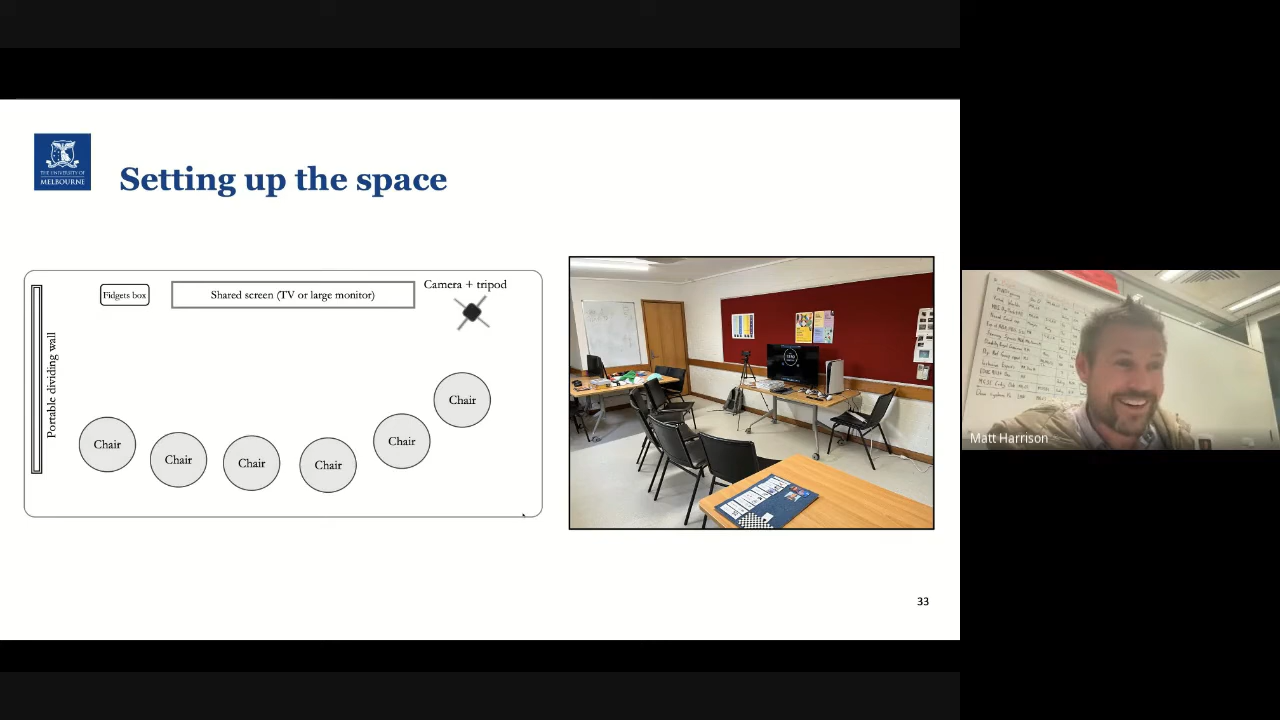 THE UNIVERSITY OF
MELBOURNE
Setting up the space
Camera + tripod
Fidgets box
Shared screen (TV or large monitor)
Portable dividing wall
Chair
Chair
Chair
Chair
Chair
Chair
Matt Harrison
33